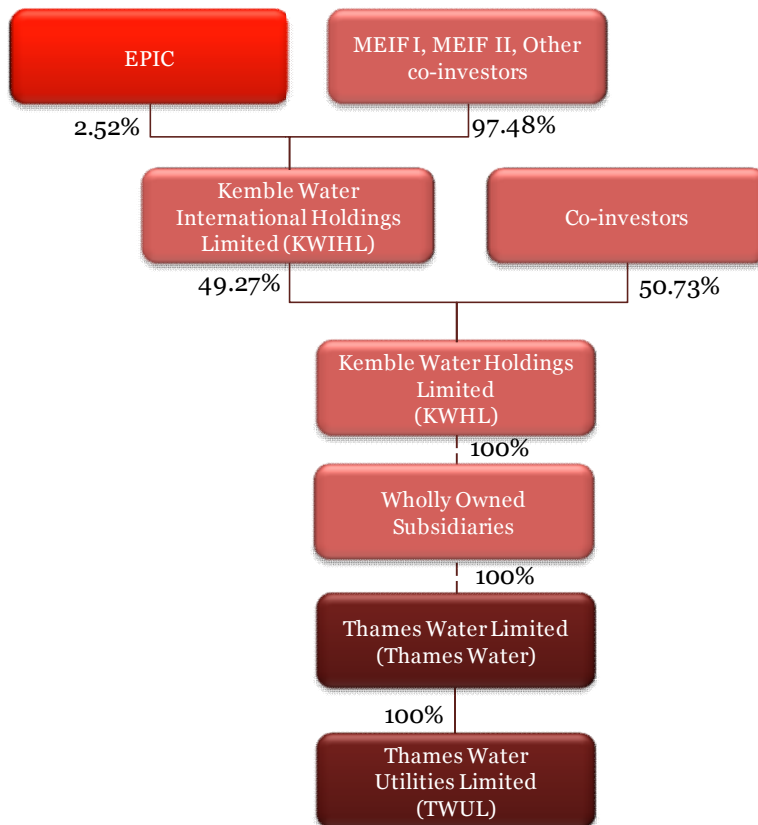 EPIC
MEIF I, MEIF II, Other
co-investors
2.52%
97.48%
Kemble Water
International Holdings
Limited (KWIHL)
Co-investors
49.27%
50.73%
Kemble Water Holdings
Limited
(KWHL)
100%
Wholly Owned
Subsidiaries
100%
Thames Water Limited
(Thames Water)
100%
Thames Water
Utilities Limited
(TWUL)